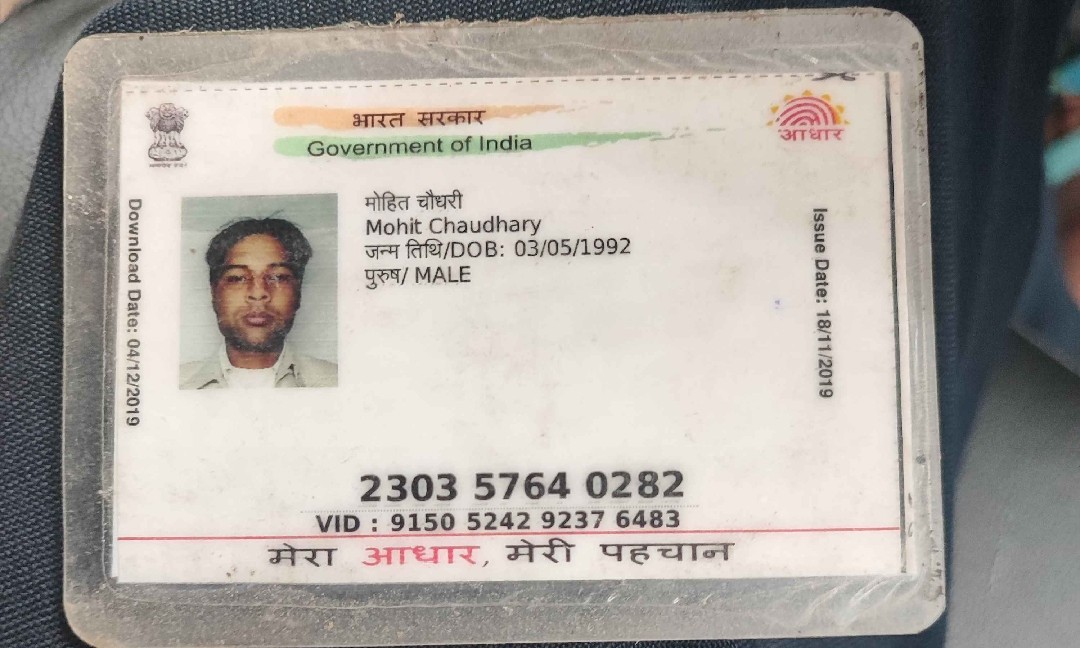 भारत सरकार
Government of India
आधार
Download Date: 04/12/2019
मोहित चौधरी
Mohit Chaudhary
जन्म तिथि/DOB: 03/05/1992
पुरुष/ MALE
Issue Date: 18/11/2019
2303 5764 0282
VID : 9150 5242 9237 6483
मेरा आधार, मेरी पहचान